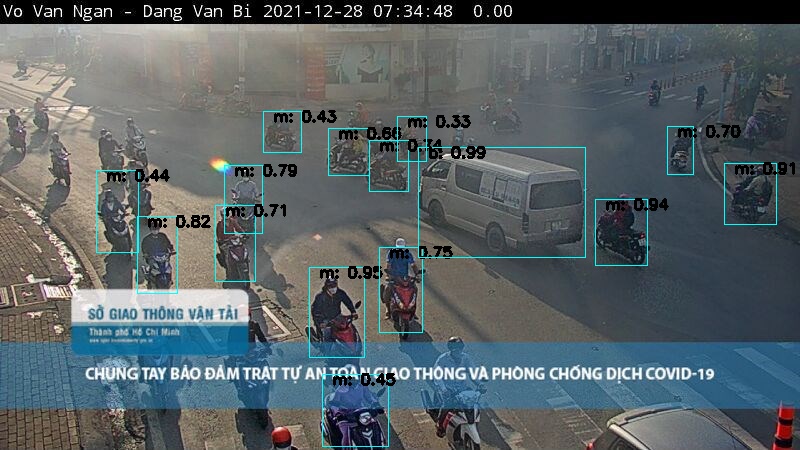 Vo Van Ngan - Dang Van Bi 2021-12-28 07:34:48 0.00
m: 0.43
m: 0.33
m: 0.66
m: 0.74
b: 0.99
m: 0.70
m: 0.91
m: 0.44
m: 0.79
m: 0.71
m: 0.82
m: 0.94
m: 0.75
m: 0.95
SỞ GIAO THÔNG VẬN TẢI
Thành phố Hồ Chí Minh
CHUNG TAY BẢO ĐẢM TRẬT TỰ AN TOÀN GIAO THÔNG VÀ PHÒNG CHỐNG DỊCH COVID-19
m: 0.45